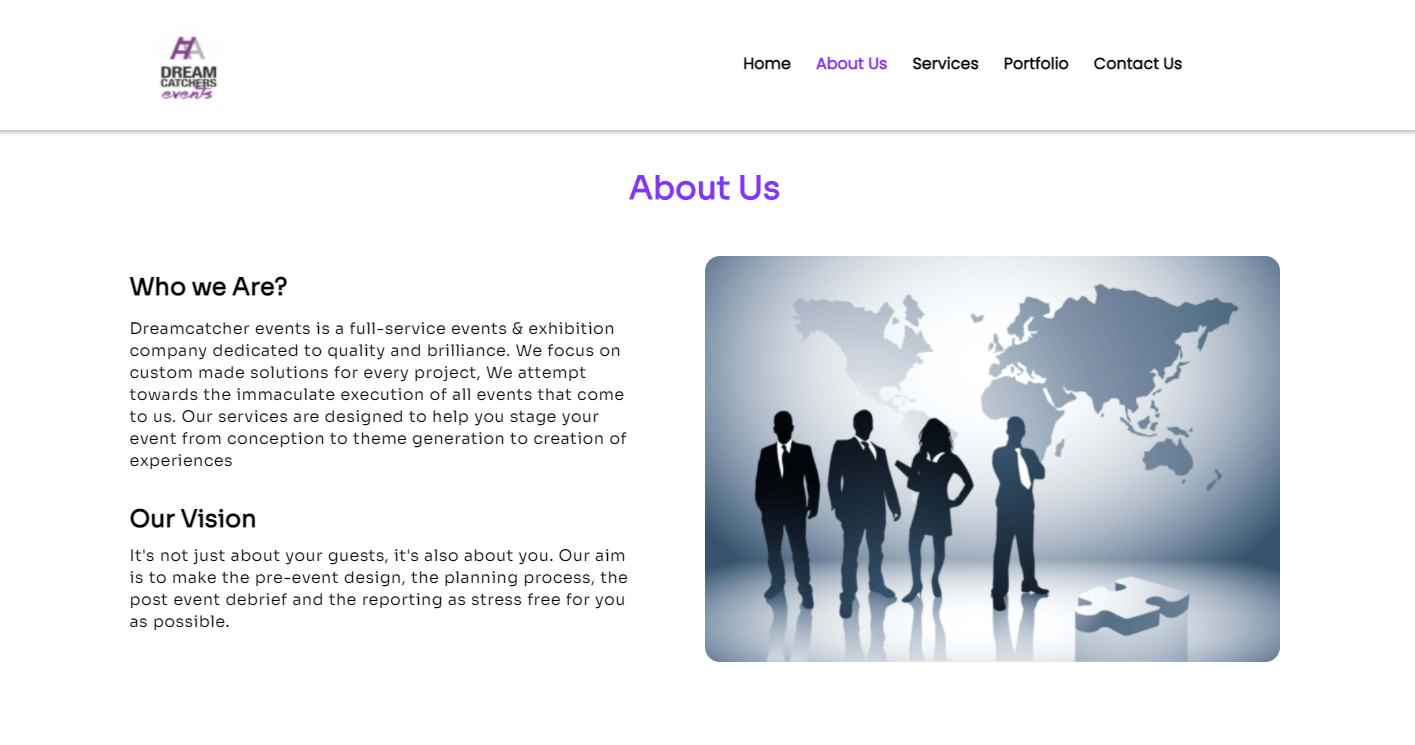 DREAM
CATCHERS
events
Home About Us Services Portfolio Contact Us
About Us
Who we Are?
Dreamcatcher events is a full-service events & exhibition
company dedicated to quality and brilliance. We focus on
custom made solutions for every project, We attempt
towards the immaculate execution of all events that come
to us. Our services are designed to help you stage your
event from conception to theme generation to creation of
experiences
Our Vision
It's not just about your guests, it's also about you. Our aim
is to make the pre-event design, the planning process, the
post event debrief and the reporting as stress free for you
as possible.